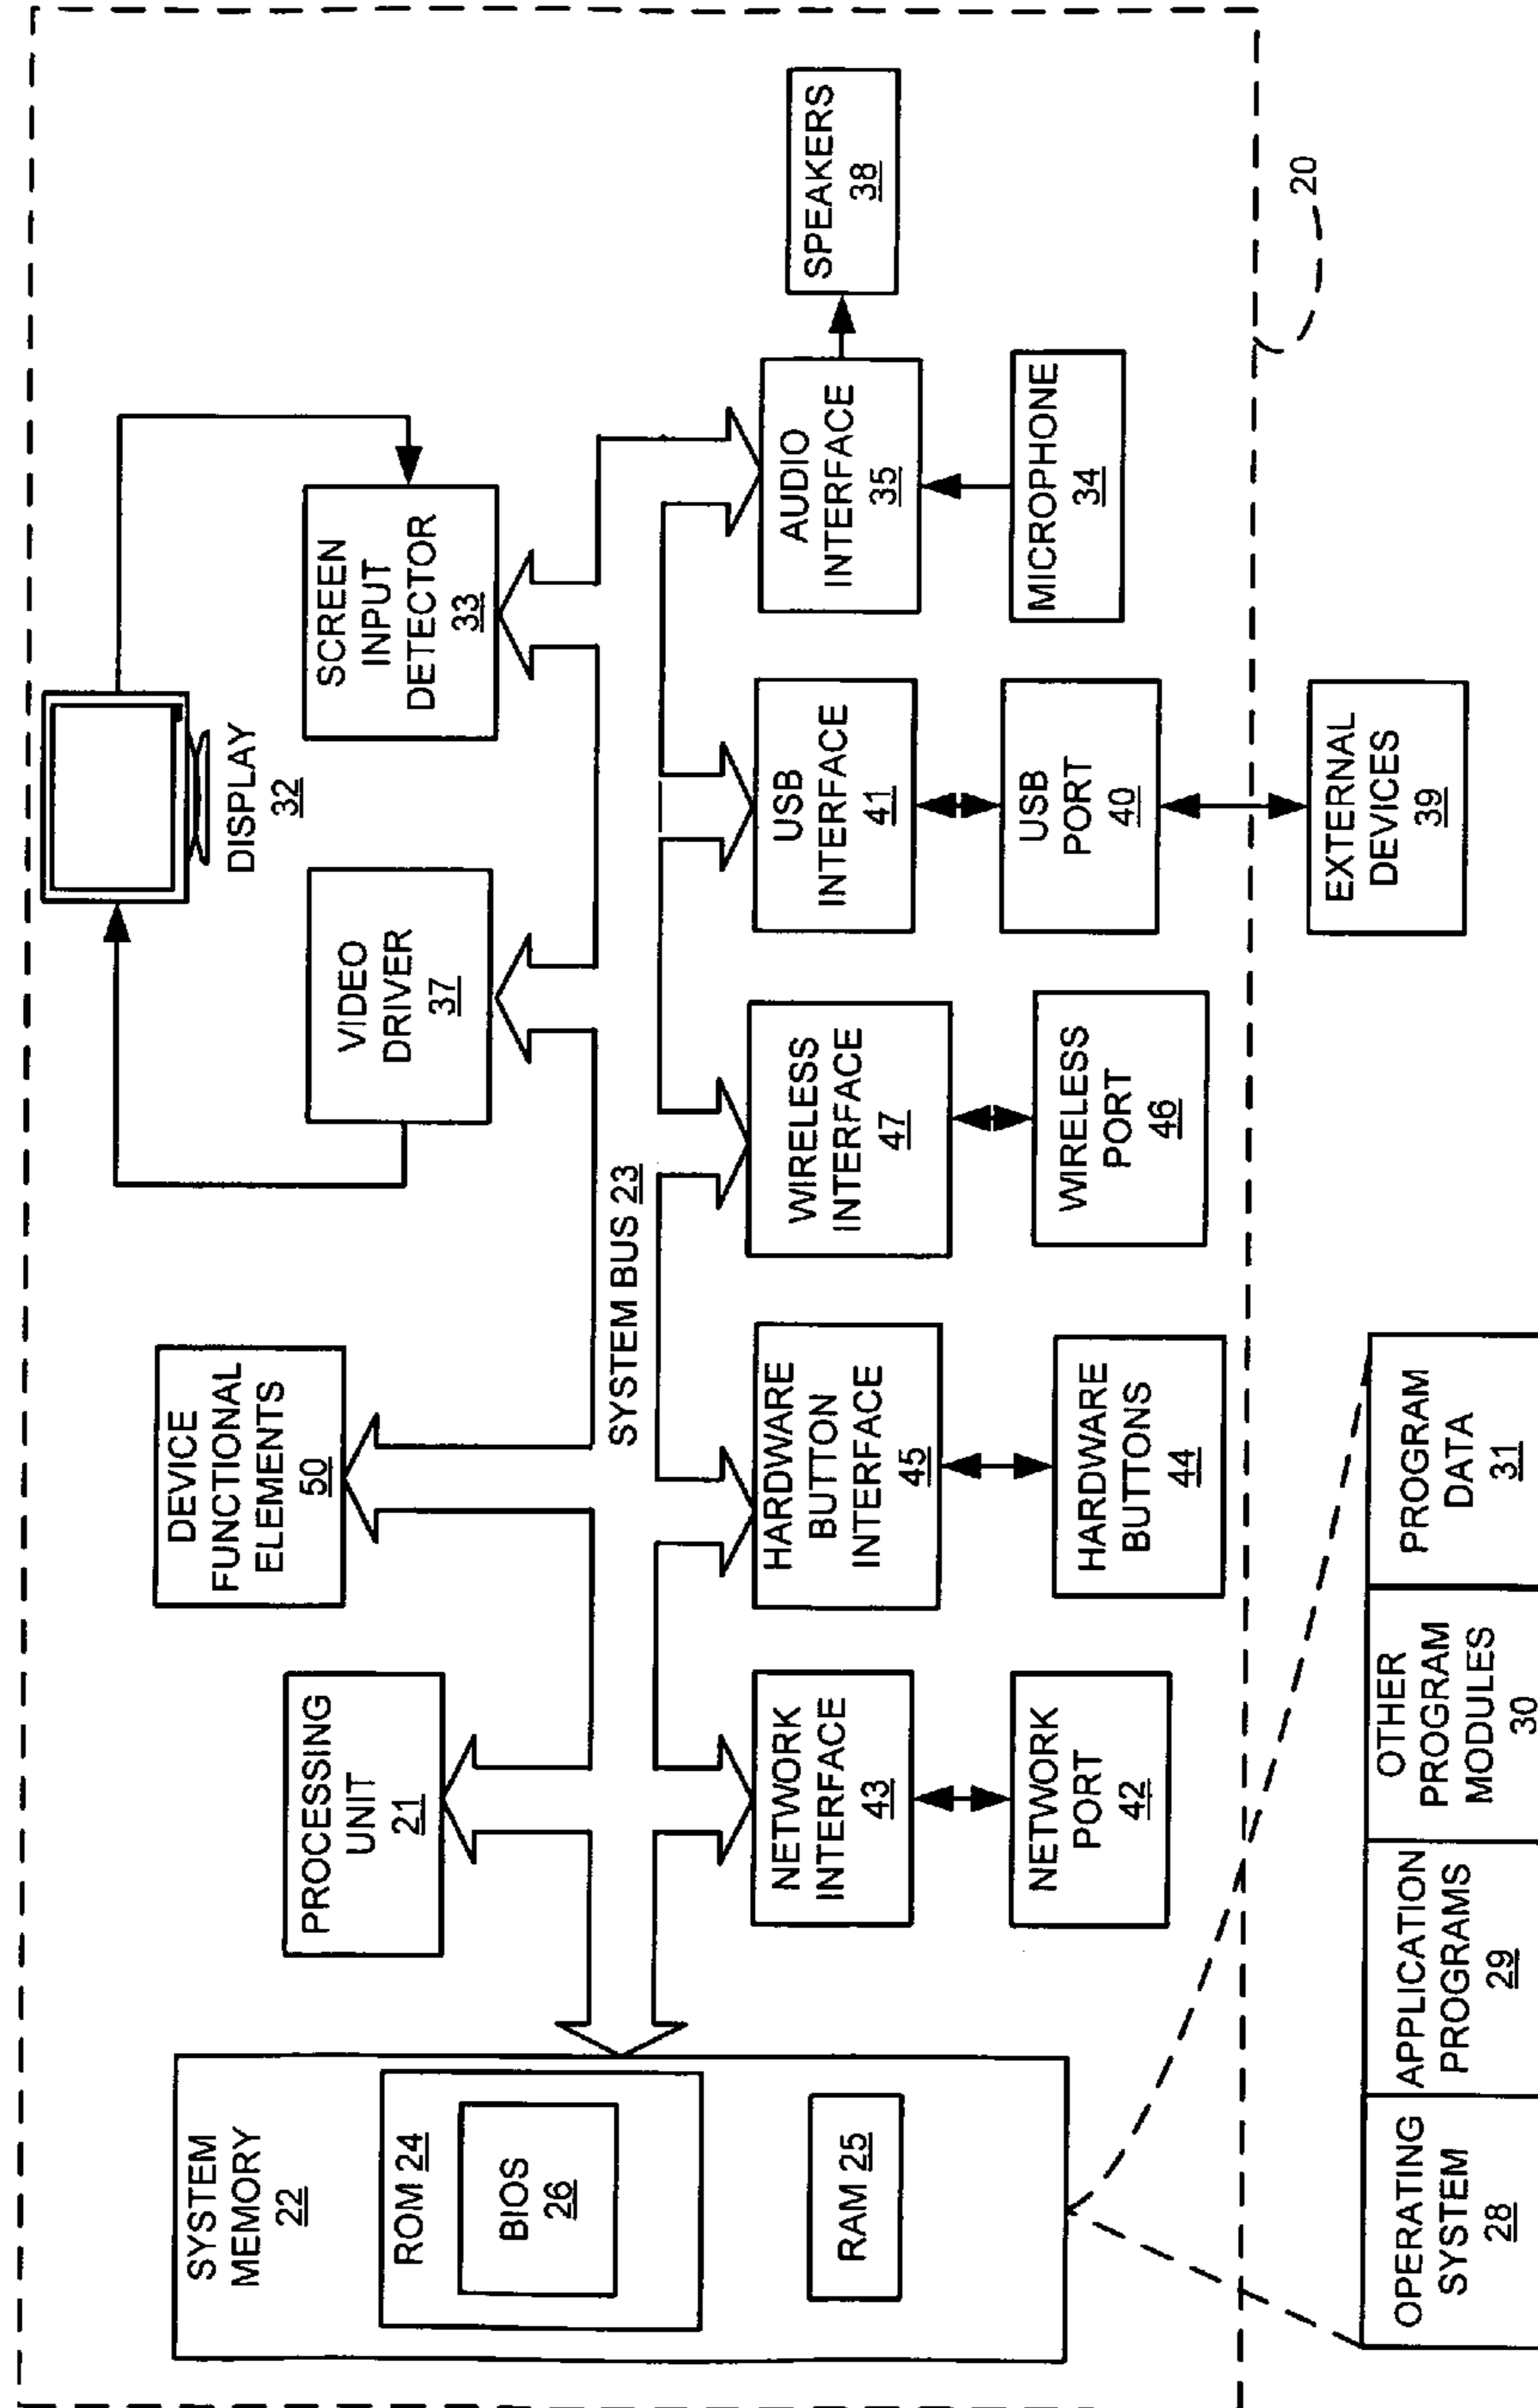 SYSTEM
MEMORY
22
ROM 24
BIOS
26
RAM 25
PROCESSING
UNIT
21
DEVICE
FUNCTIONAL
ELEMENTS
50
VIDEO
DRIVER
37
DISPLAY
32
SCREEN
INPUT
DETECTOR
33
SYSTEM BUS 23
NETWORK
INTERFACE
43
HARDWARE
BUTTON
INTERFACE
45
WIRELESS
INTERFACE
47
USB
INTERFACE
41
AUDIO
INTERFACE
35
SPEAKERS
38
NETWORK
PORT
42
HARDWARE
BUTTONS
44
WIRELESS
PORT
46
USB
PORT
40
MICROPHONE
34
20
OPERATING
SYSTEM
28
APPLICATION
PROGRAMS
29
OTHER
PROGRAM
MODULES
30
PROGRAM
DATA
31
EXTERNAL
DEVICES
39